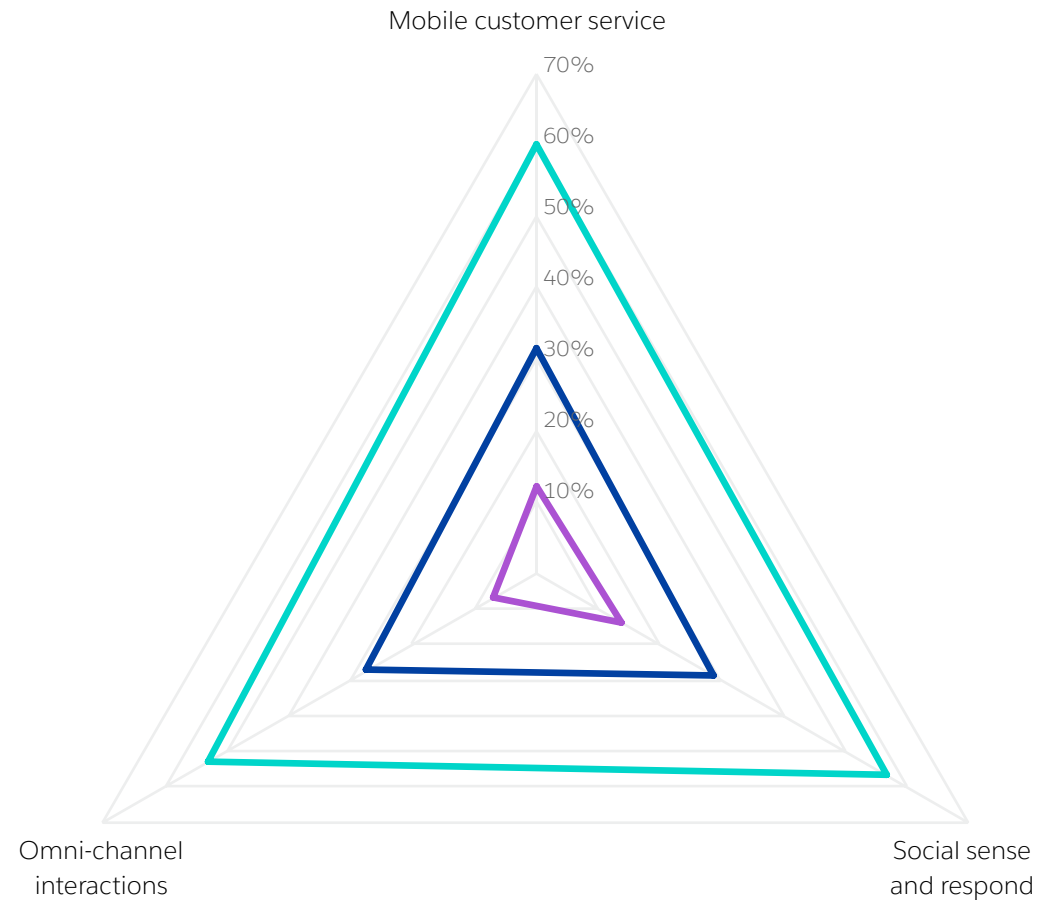 Mobile customer service
70%
60%
50%
40%
30%
20%
10%
Omni-channel
interactions
Social sense
and respond